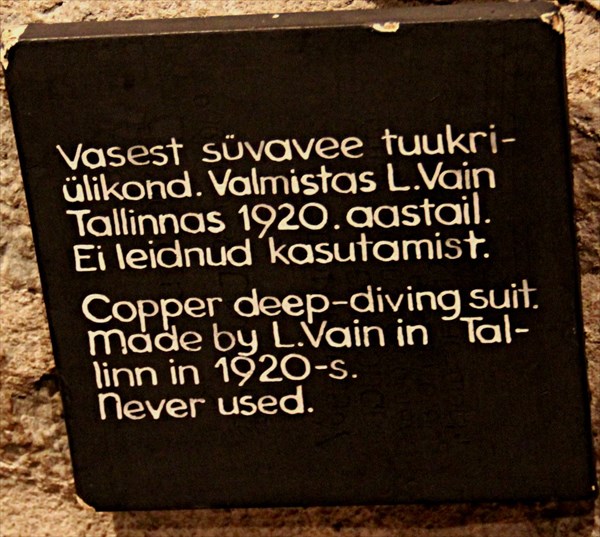 Vasest süvavee tuukri-
ülikond. Valmistas L.Vain
Tallinnas 1920. aastail.
Ei leidnud kasutamist.
Copper deep-diving suit.
Made by L.Vain in Tal-
linn in 1920-s.
Never used.